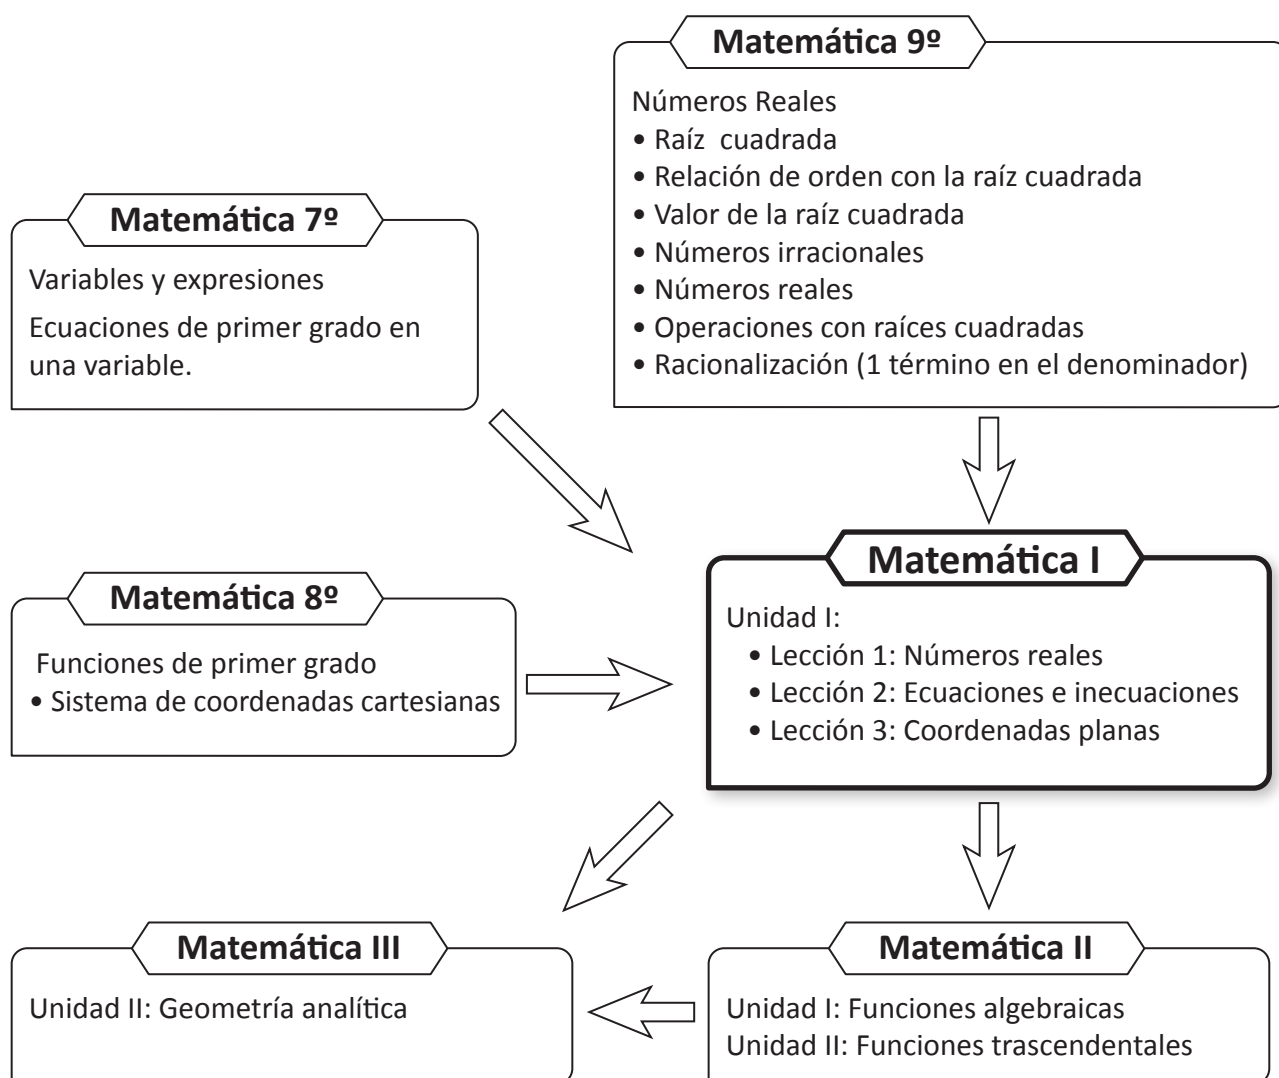 Matemática 9º
Números Reales
• Raíz cuadrada
• Relación de orden con la raíz cuadrada
• Valor de la raíz cuadrada
• Números irracionales
• Números reales
• Operaciones con raíces cuadradas
• Racionalización (1 término en el denominador)
Matemática 7º
Variables y expresiones
Ecuaciones de primer grado en
una variable.
Matemática 8º
Funciones de primer grado
• Sistema de coordenadas cartesianas
Matemática I
Unidad I:
• Lección 1: Números reales
• Lección 2: Ecuaciones e inecuaciones
• Lección 3: Coordenadas planas
Matemática III
Unidad II: Geometría analítica
Matemática II
Unidad I: Funciones algebraicas
Unidad II: Funciones trascendentales